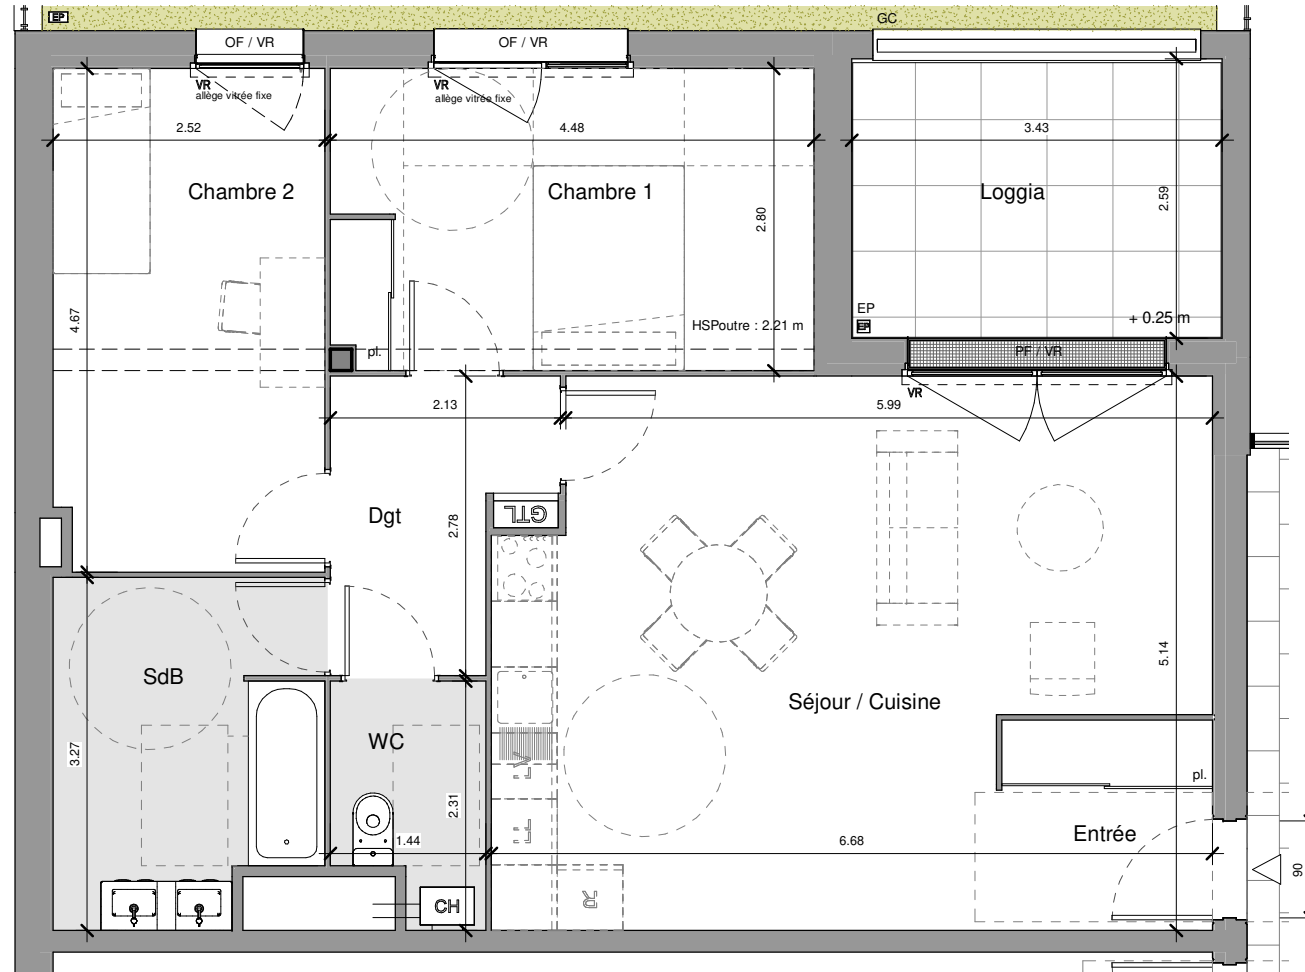 EP
GC
OF / VR
OF / VR
VR
allège vitrée fixe
VR
allège vitrée fixe
2.52
4.48
3.43
Chambre 2
Chambre 1
Loggia
2.59
2.80
4.67
EP
EP
HSPoutre : 2.21 m
+ 0.25 m
pl.
PF / VR
VR
2.13
5.99
Dgt
GTL
2.78
5.14
SdB
Séjour / Cuisine
WC
3.27
LV
pl.
2.31
LL
Entrée
1.44
6.68
90
R
CH